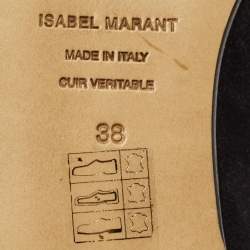 ISABEL MARANT
MADE IN ITALY
CUIR VERITABLE
38